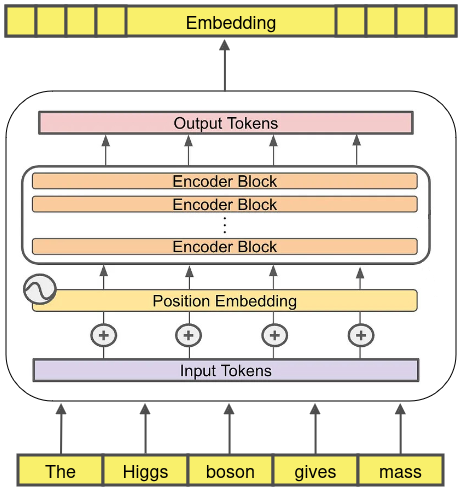 Embedding
Output Tokens
Encoder Block
Encoder Block
Encoder Block
Position Embedding
Input Tokens
The Higgs boson gives mass